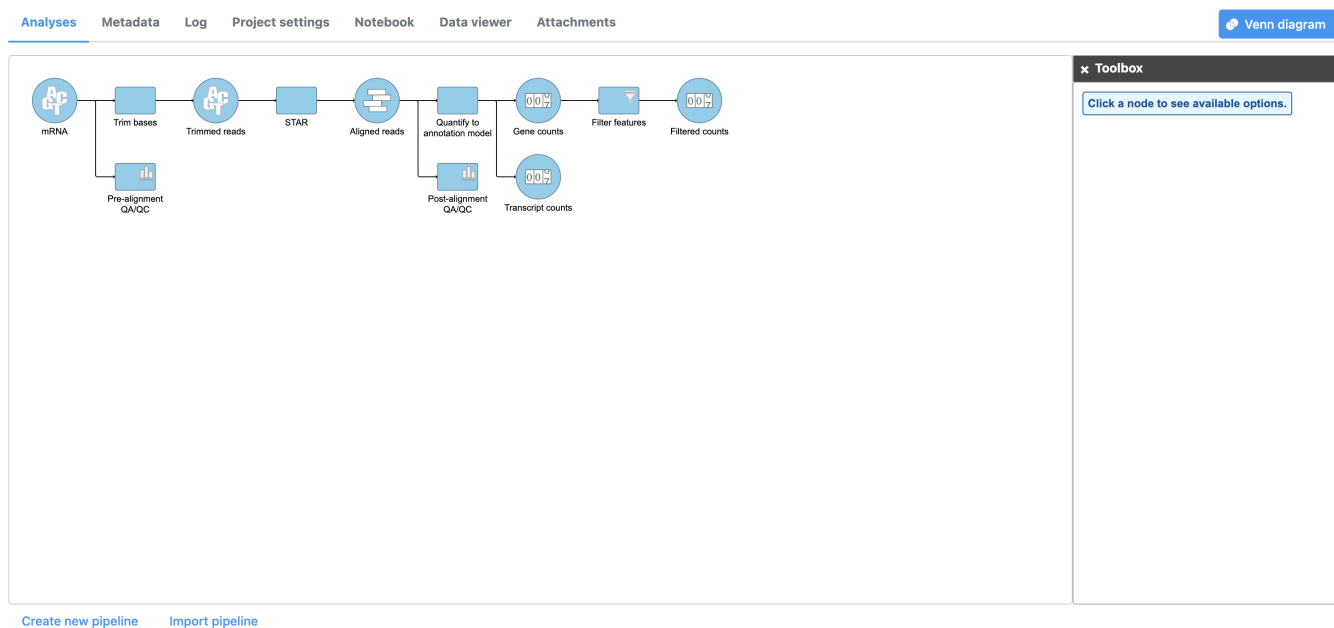 Analyses Metadata Log Project settings Notebook Data viewer Attachments
Venn diagram
Toolbox
Click a node to see available options.
mRNA
Trim bases
Trimmed reads
STAR
Aligned reads
Quantify to
annotation model
Gene counts
Filter features
Filtered counts
Pre-alignment
QA/QC
Post-alignment
QA/QC
Transcript counts
Create new pipeline Import pipeline